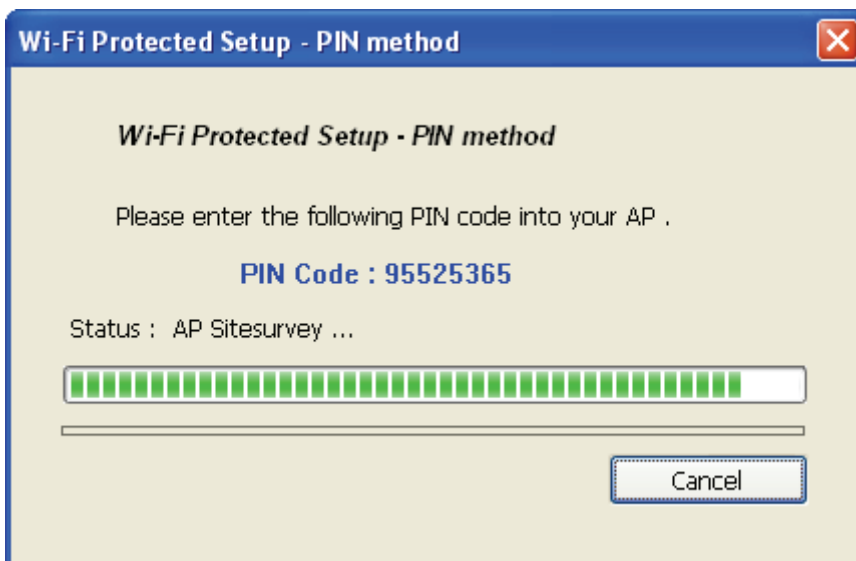 Wi-Fi Protected Setup - PIN method
Wi-Fi Protected Setup - PIN method
Please enter the following PIN code into your AP .
PIN Code : 95525365
Status : AP Sitesurvey ...
Cancel